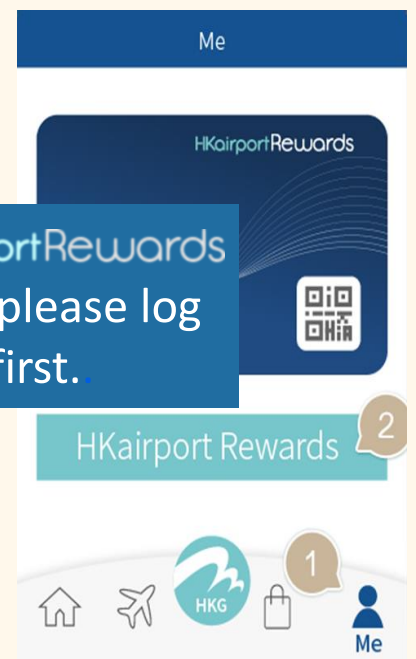 Me
HKairportRewards
ortRewards
please log
first..
HKairport Rewards
2
1
HKG
Me